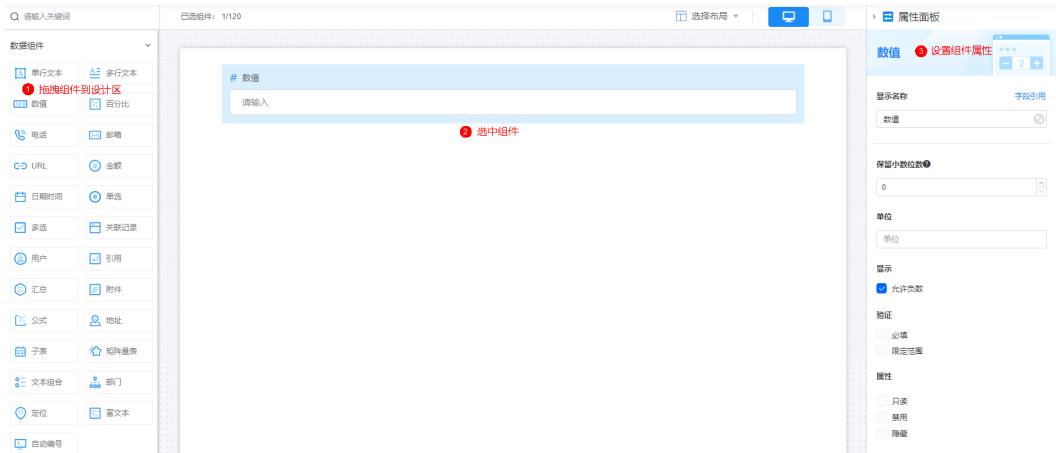 请输入关键词
已选组件： 1/120
选择布局
属性面板
数据组件
单行文本
多行文本
1 拖拽组件到设计区
数值
百分比
电话
邮箱
URL
金额
日期时间
单选
多选
关联记录
用户
引用
汇总
附件
公式
地址
子表
矩阵量表
文本组合
部门
定位
富文本
自动编号
# 数值
请输入
2 选中组件
数值
3 设置组件属性
2
显示名称
字段引用
数值
保留小数位数
0
单位
单位
显示
允许负数
验证
必填
限定范围
属性
只读
禁用
隐藏